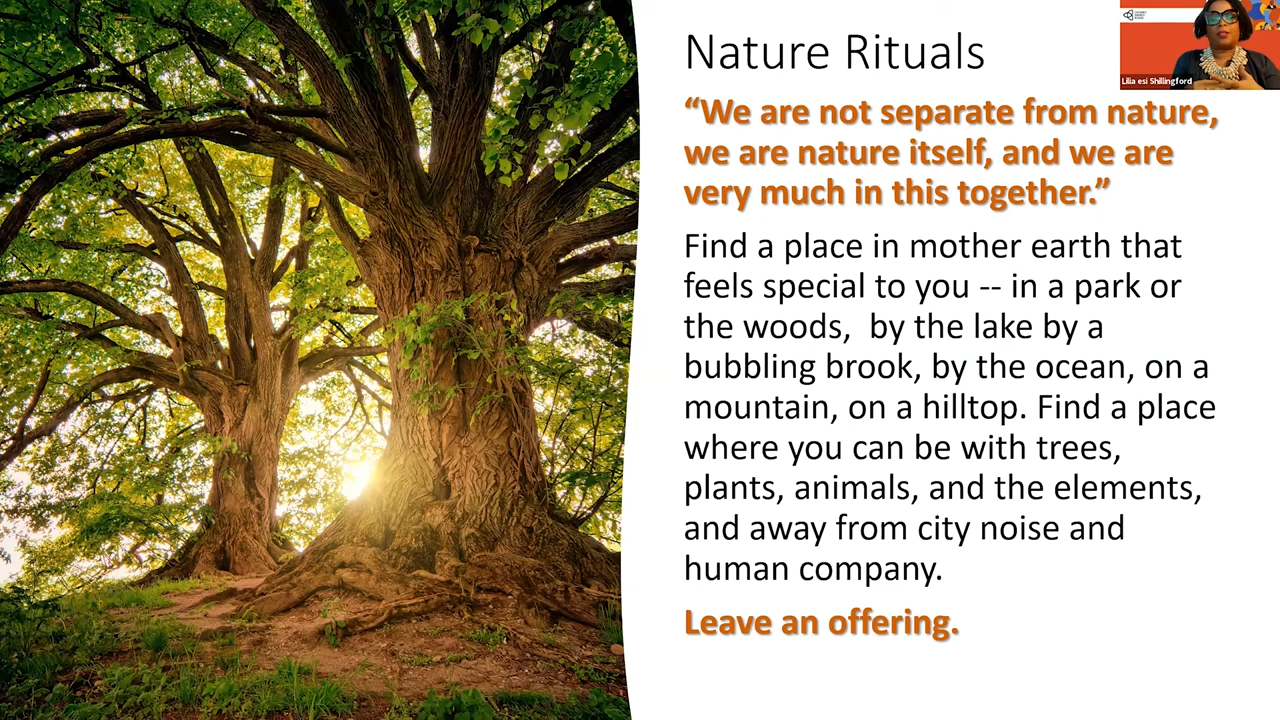 Nature Rituals
“We are not separate from nature,
we are nature itself, and we are
very much in this together.”
Find a place in mother earth that
feels special to you -- in a park or
the woods,  by the lake by a
bubbling brook, by the ocean, on a
mountain, on a hilltop. Find a place
where you can be with trees,
plants, animals, and the elements,
and away from city noise and
human company.
Leave an offering.
Lilia esi Shillingford